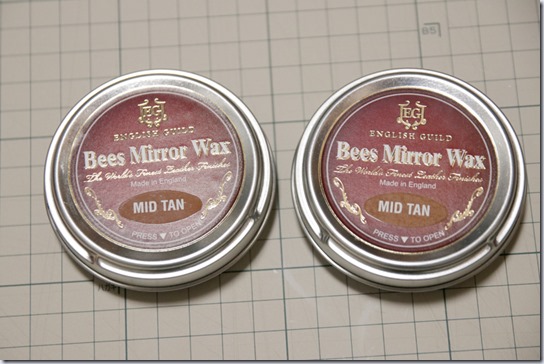 B5
EG
ENGLISH GUILD
Bees Mirror Wax
The World's Finest Leather Finishes
Made in England
MID TAN
PRESS ▼ TO OPEN
EG
ENGLISH GUILD
Bees Mirror Wax
The World's Finest Leather Finishes
Made in England
MID TAN
PRESS ▼ TO OPEN